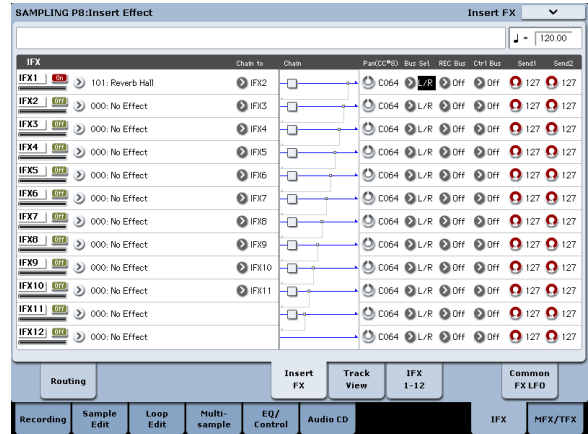 SAMPLING P8:Insert Effect Insert FX
♩ = 120.00
IFX Chain to Chain Pan(CC#8) Bus Sel. REC Bus Ctrl Bus Send1 Send2
IFX1 On 101: Reverb Hall IFX2 C064 L/R Off Off 127 127
IFX2 Off 000: No Effect IFX3 C064 L/R Off Off 127 127
IFX3 Off 000: No Effect IFX4 C064 L/R Off Off 127 127
IFX4 Off 000: No Effect IFX5 C064 L/R Off Off 127 127
IFX5 Off 000: No Effect IFX6 C064 L/R Off Off 127 127
IFX6 Off 000: No Effect IFX7 C064 L/R Off Off 127 127
IFX7 Off 000: No Effect IFX8 C064 L/R Off Off 127 127
IFX8 Off 000: No Effect IFX9 C064 L/R Off Off 127 127
IFX9 Off 000: No Effect IFX10 C064 L/R Off Off 127 127
IFX10 Off 000: No Effect IFX11 C064 L/R Off Off 127 127
IFX11 Off 000: No Effect C064 L/R Off Off 127 127
IFX12 Off 000: No Effect C064 L/R Off Off 127 127
Routing
Insert
FX
Track
View
IFX
1-12
Common
FX LFO
Recording
Sample
Edit
Loop
Edit
Multi-
sample
EQ/
Control
Audio CD
IFX
MFX/TFX